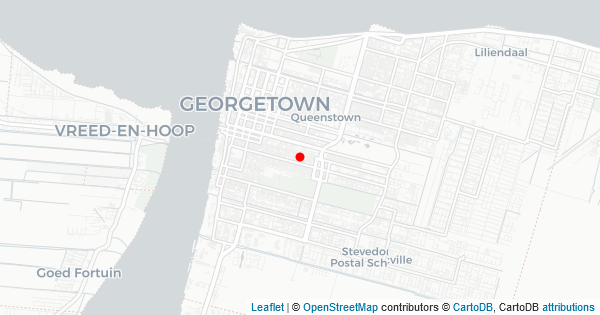 Liliendaal
GEORGETOWN
Queenstown
VREED-EN-HOOP
Stevedor
Postal Sch
ville
Goed Fortuin
Leaflet | © OpenStreetMap contributors © CartoDB, CartoDB attributions